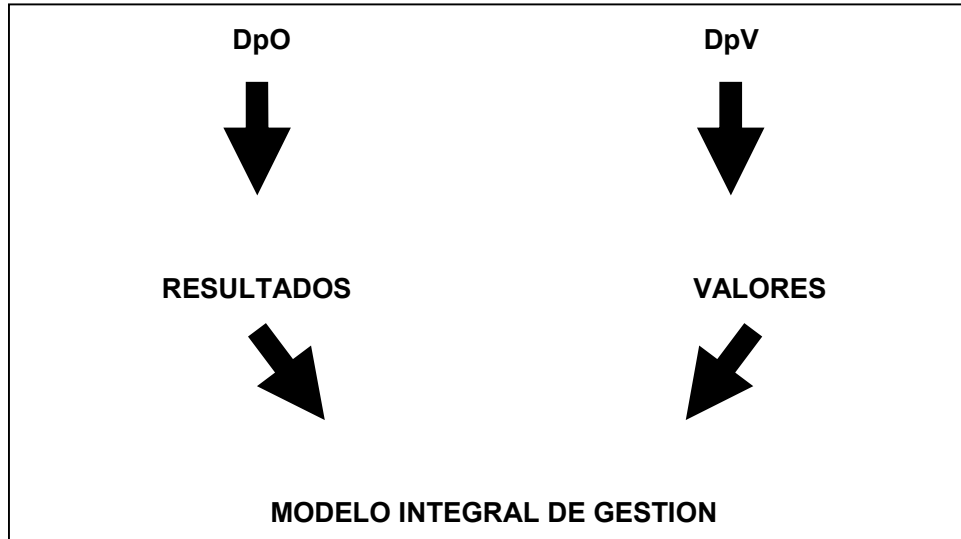 DpO DpV
RESULTADOS VALORES
MODELO INTEGRAL DE GESTION